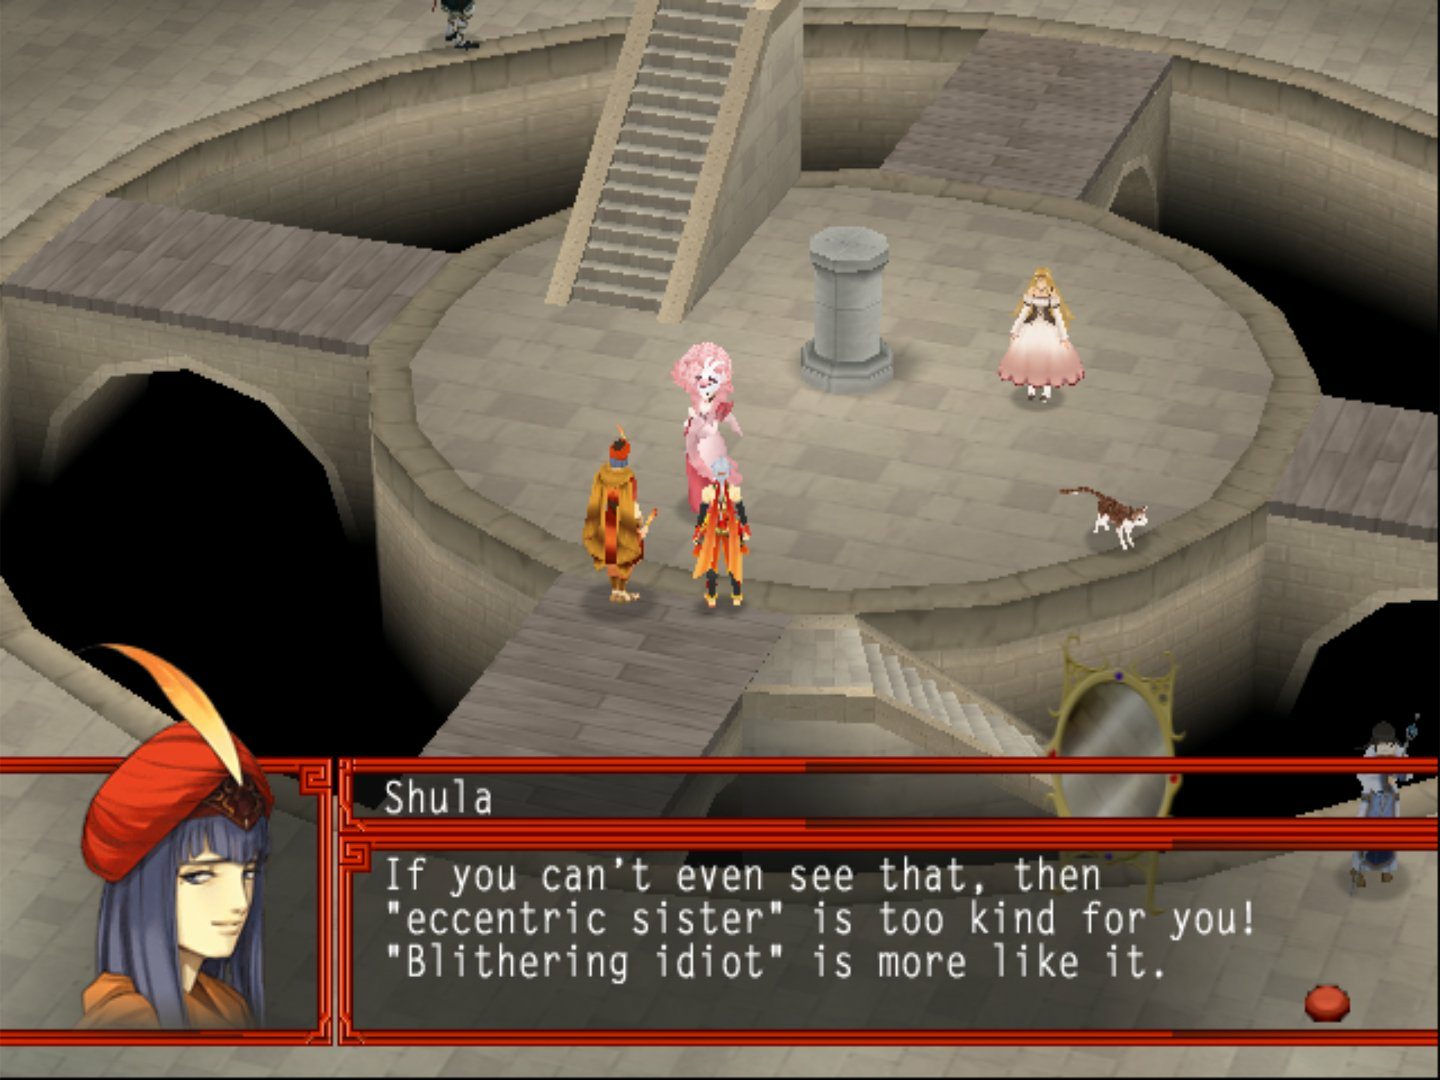 Shula
If you can't even see that, then
"eccentric sister" is too kind for you!
"Blithering idiot" is more like it.